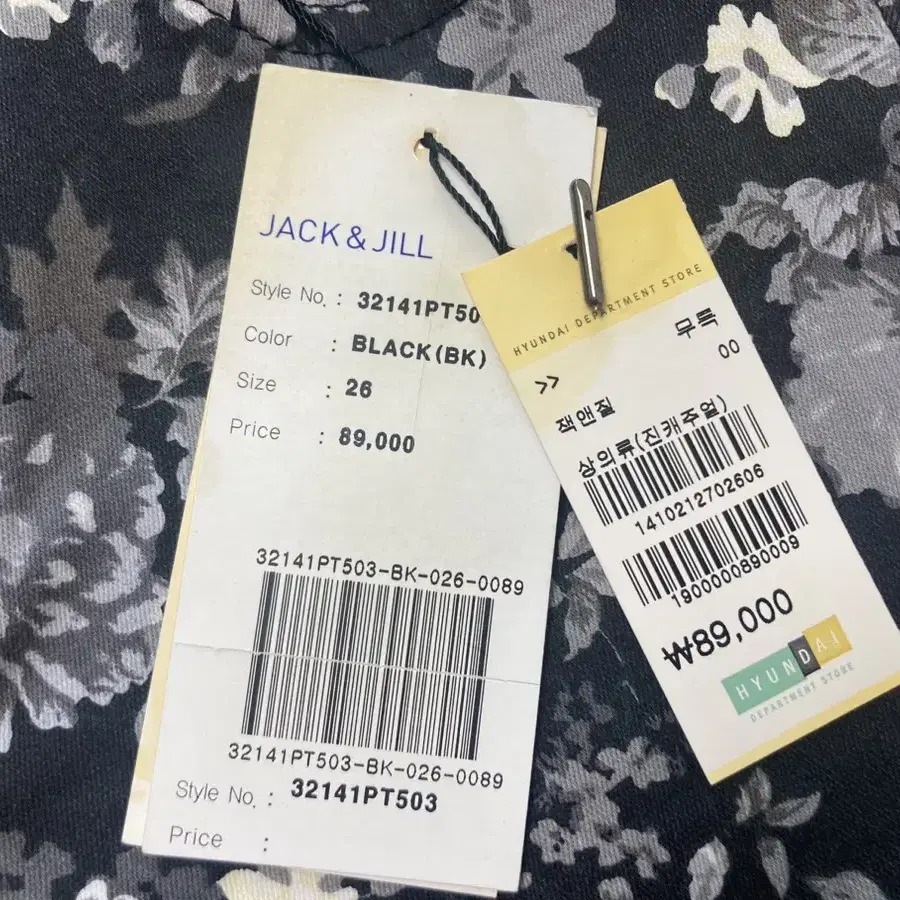 JACK & JILL
Style No. : 32141PT50
Color : BLACK(BK)
Size : 26
Price : 89,000
32141PT503-BK-026-0089
32141PT503-BK-026-0089
Style No. : 32141PT503
Price :
HYUNDAI DEPARTMENT STORE
무특
>> 00
잭앤질
상의류(진캐주얼)
1410212702606
1900000890009
₩89,000
HYUNDAI
DEPARTMENT STORE